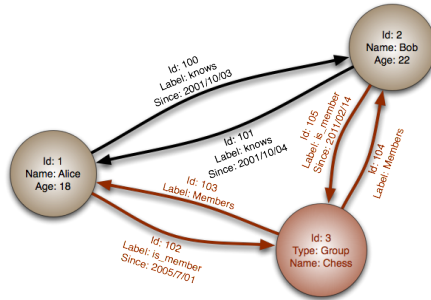 Id: 2
Name: Bob
Age: 22
Id: 100
Label: knows
Since: 2001/10/03
Id: 101
Label: knows
Since: 2001/10/04
Id: 105
Label: is_member
Since: 2011/02/14
Id: 104
Label: Members
Id: 1
Name: Alice
Age: 18
Id: 103
Label: Members
Id: 102
Label: is_member
Since: 2005/7/01
Id: 3
Type: Group
Name: Chess